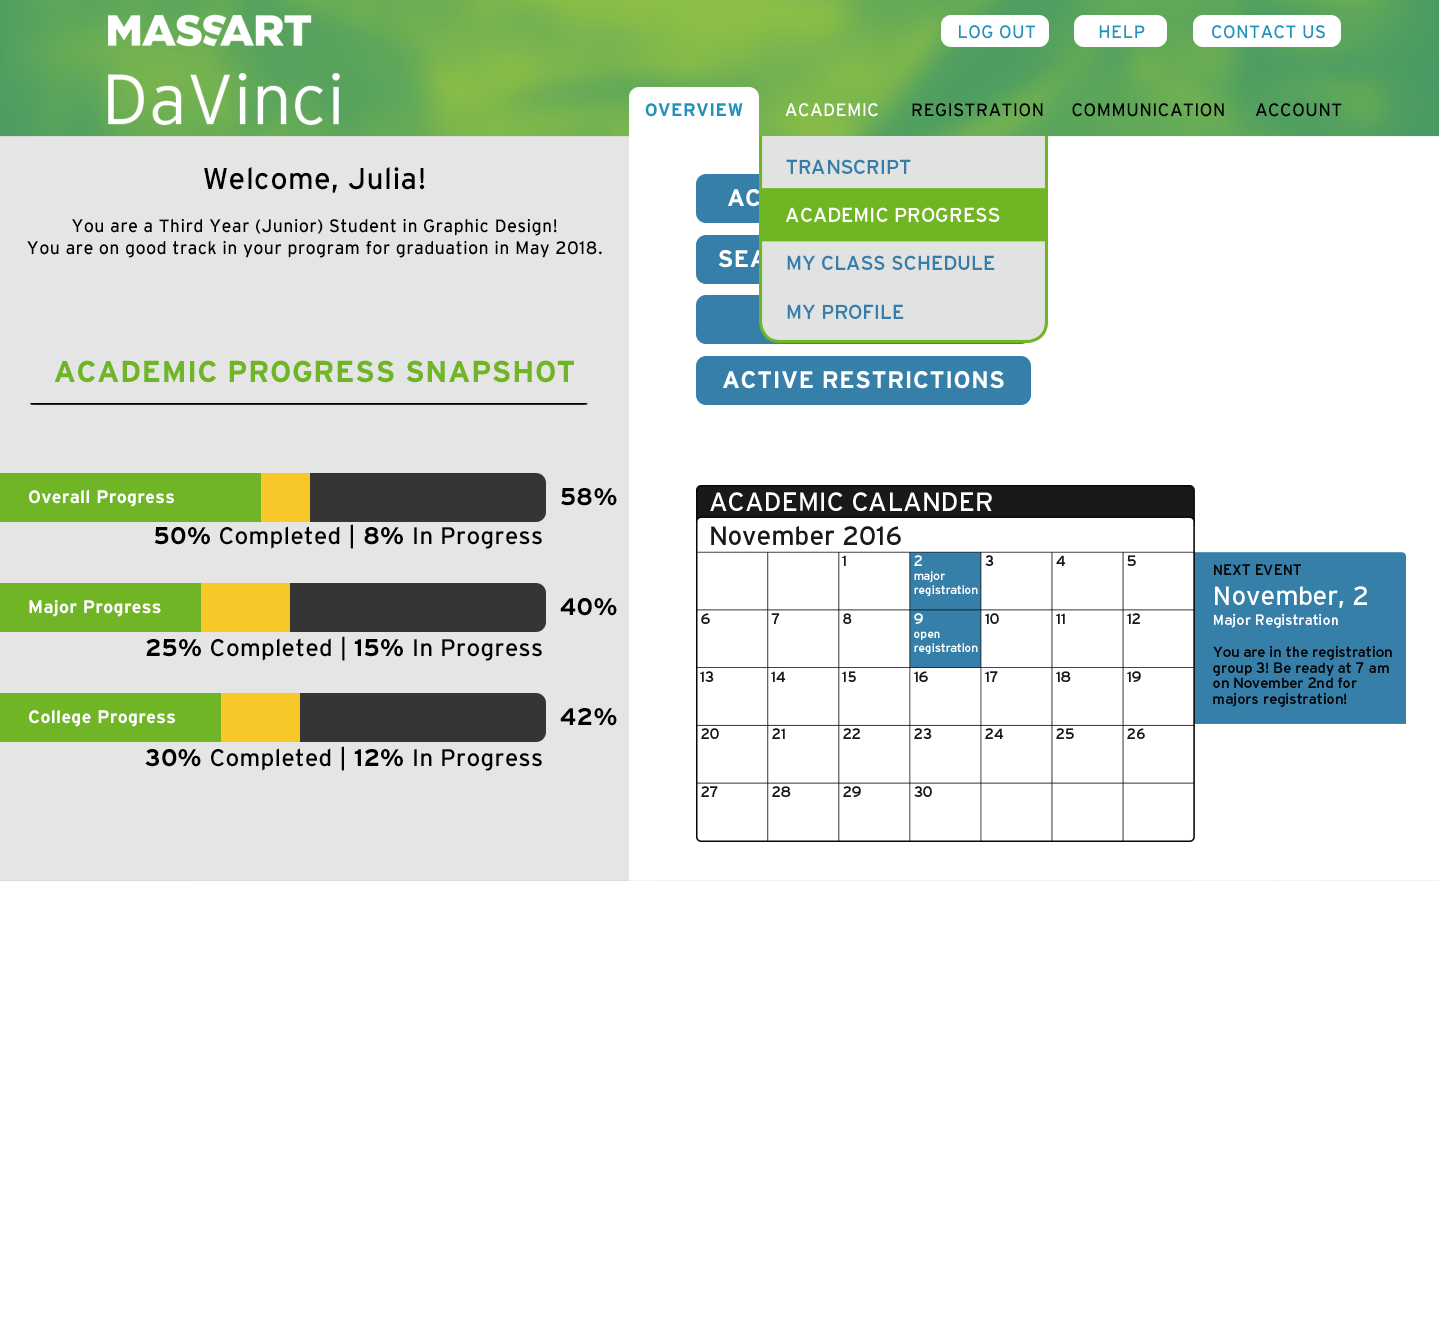 MASSART
DaVinci
LOG OUT
HELP
CONTACT US
OVERVIEW
ACADEMIC
REGISTRATION
COMMUNICATION
ACCOUNT
Welcome, Julia!
You are a Third Year (Junior) Student in Graphic Design!
You are on good track in your program for graduation in May 2018.
ACADEMIC PROGRESS SNAPSHOT
Overall Progress
58%
50% Completed | 8% In Progress
Major Progress
40%
25% Completed | 15% In Progress
College Progress
42%
30% Completed | 12% In Progress
TRANSCRIPT
ACADEMIC PROGRESS
MY CLASS SCHEDULE
MY PROFILE
ACTIVE RESTRICTIONS
ACADEMIC CALANDER
November 2016
1 2 3 4 5
major
registration
6 7 8 9 10 11 12
open
registration
13 14 15 16 17 18 19
20 21 22 23 24 25 26
27 28 29 30
NEXT EVENT
November, 2
Major Registration
You are in the registration
group 3! Be ready at 7 am
on November 2nd for
majors registration!